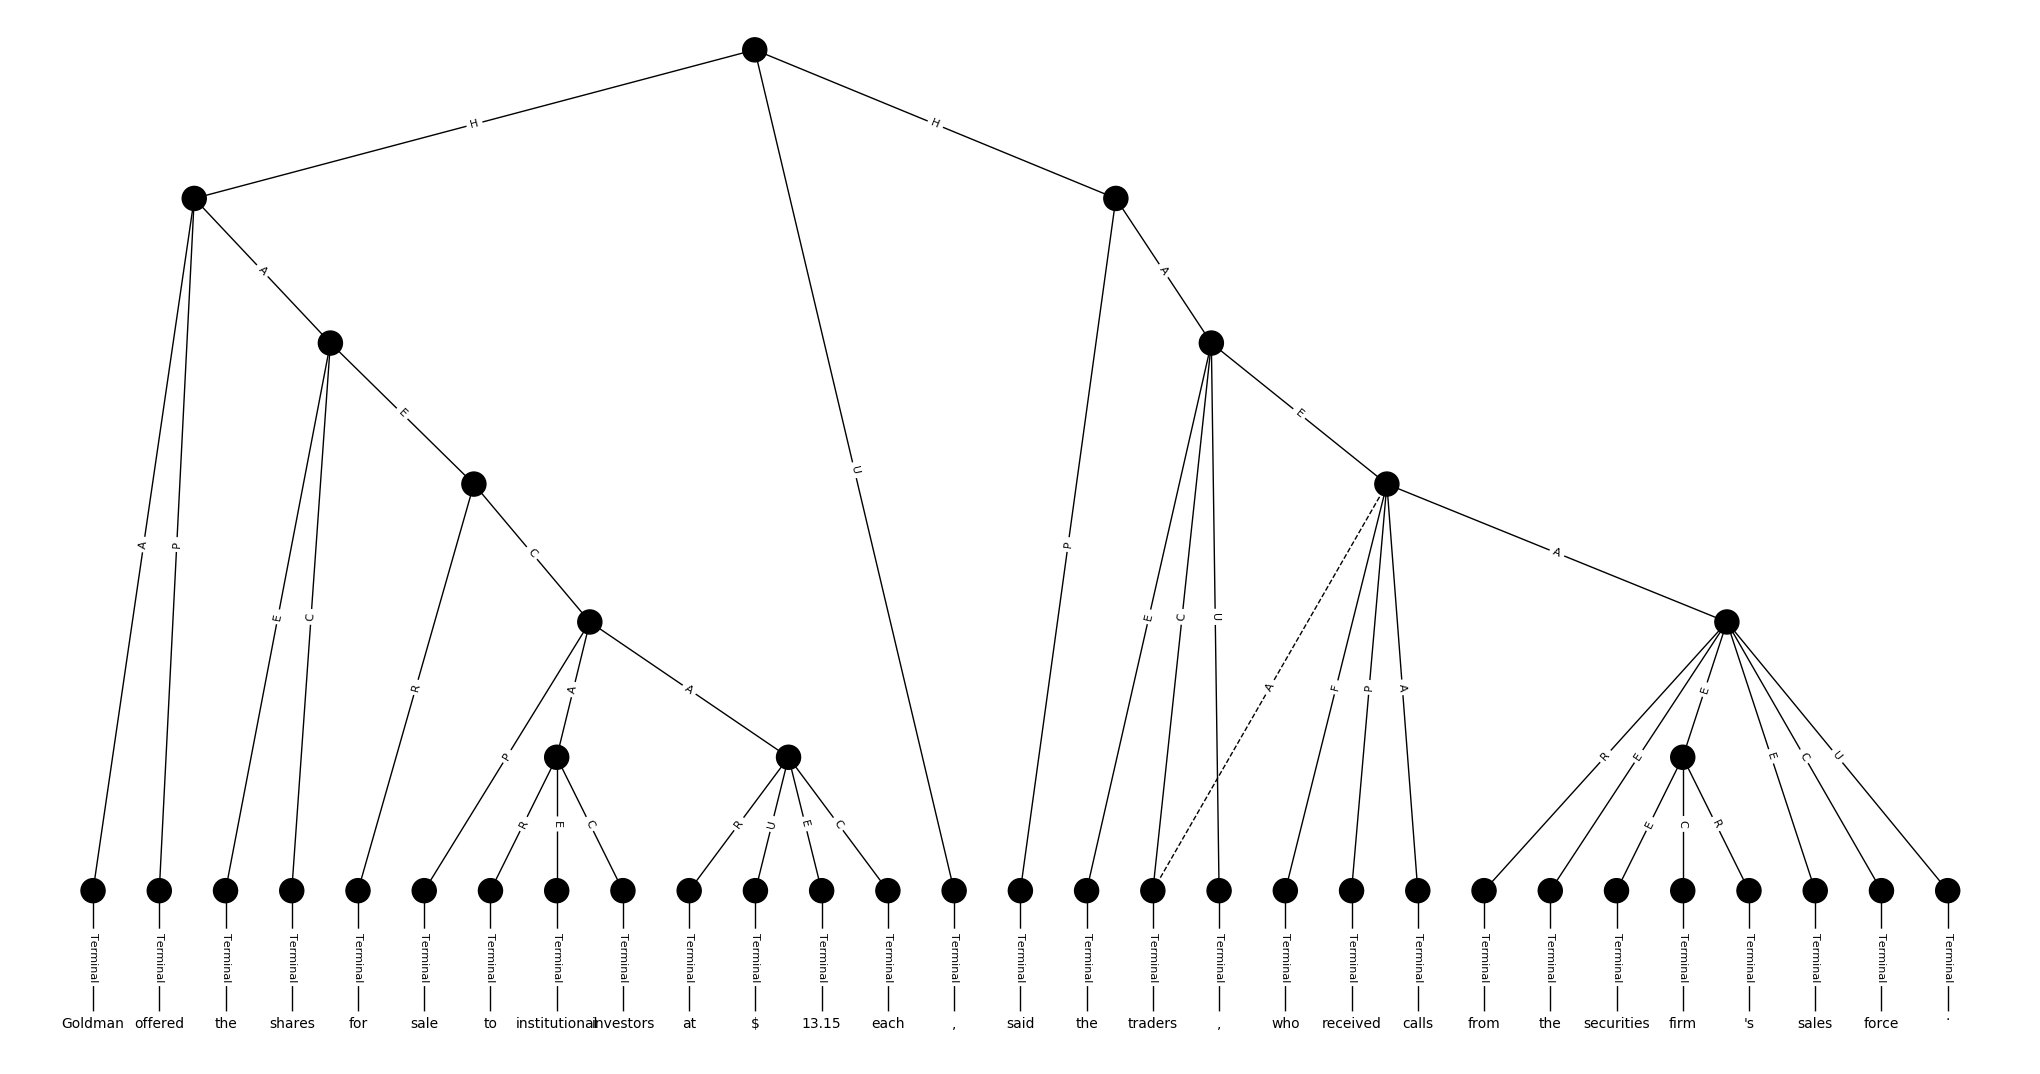 H H
A A
E E
C A
U
A P P
E C E C U
R A A A F P A E
P R E E C U
R E C R U E C E C R
Terminal Terminal Terminal Terminal Terminal Terminal Terminal Terminal Terminal Terminal Terminal Terminal Terminal Terminal Terminal Terminal Terminal Terminal Terminal Terminal Terminal Terminal Terminal Terminal Terminal Terminal Terminal Terminal Terminal
Goldman offered the shares for sale to institutional investors at $ 13.15 each , said the traders , who received calls from the securities firm 's sales force .